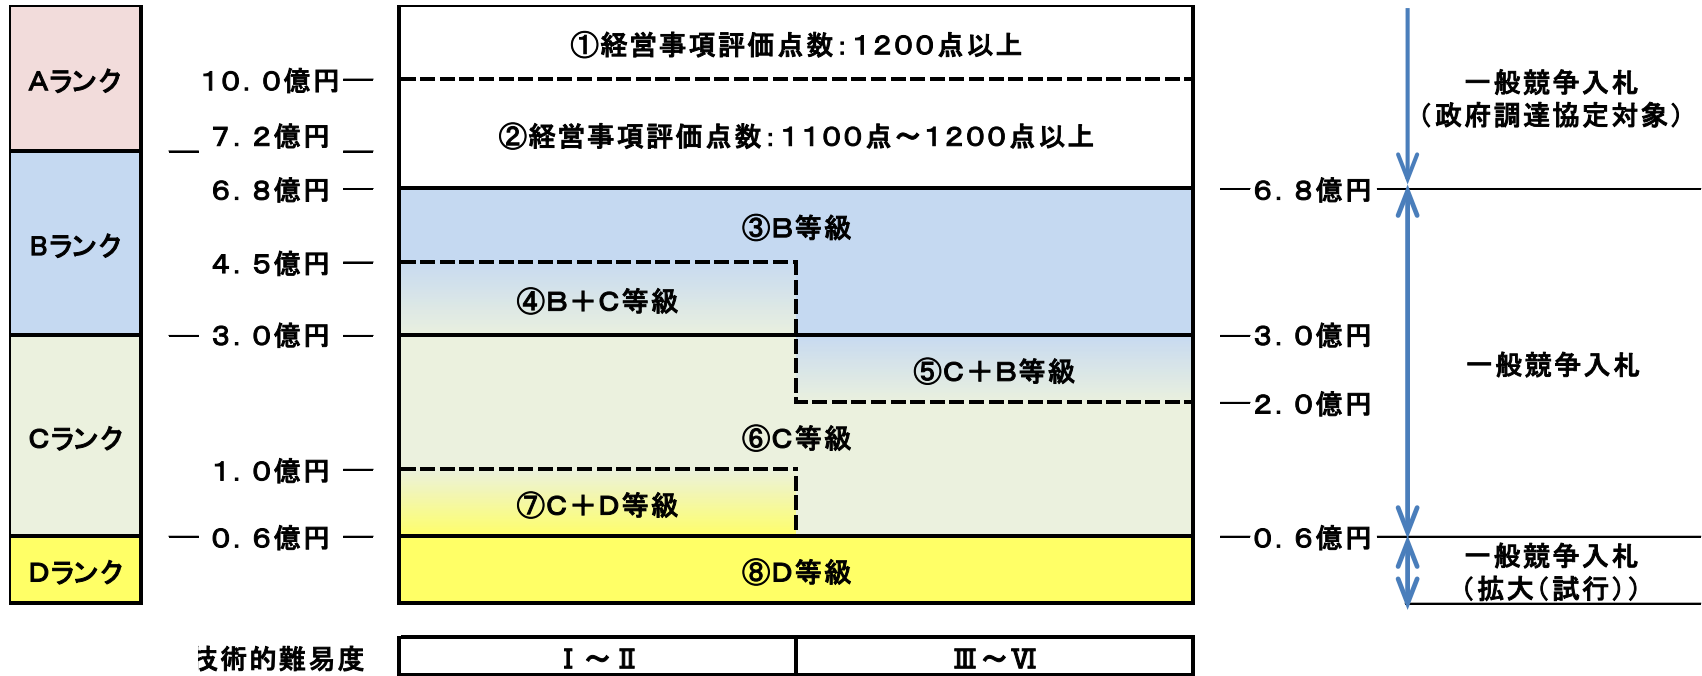 Aランク
Bランク
Cランク
Dランク
10.0億円
7.2億円
6.8億円
4.5億円
3.0億円
1.0億円
0.6億円
①経営事項評価点数:1200点以上
②経営事項評価点数:1100点～1200点以上
③B等級
④B＋C等級
⑤C＋B等級
⑥C等級
⑦C＋D等級
⑧D等級
6.8億円
3.0億円
2.0億円
0.6億円
一般競争入札
（政府調達協定対象）
一般競争入札
一般競争入札
（拡大（試行））
技術的難易度
Ⅰ～Ⅱ
Ⅲ～Ⅵ